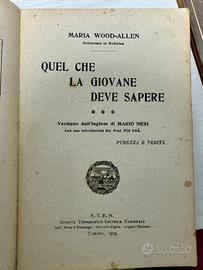 MARIA WOOD-ALLEN
Dottoressa in Medicina
QUEL CHE
LA GIOVANE
DEVE SAPERE
Versione dall'inglese di MARIO NESI
Con una introduzione del Prof. PIO FOÀ
PUREZZA E VERITÀ
S. T. E. N.
SOCIETÀ TIPOGRAFICO-EDITRICE NAZIONALE
TORINO, 1919.
Subito